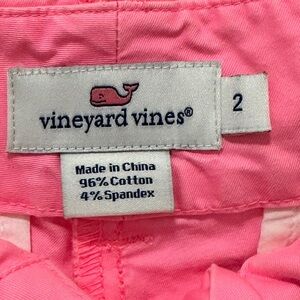 vineyard vines®
2
Made in China
96% Cotton
4% Spandex